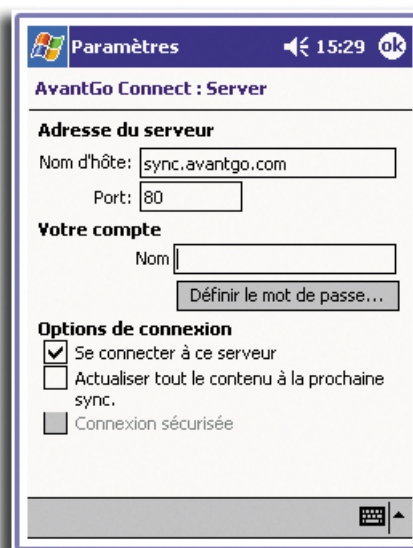 Paramètres 15:29 ok
AvantGo Connect : Server
Adresse du serveur
Nom d'hôte: sync.avantgo.com
Port: 80
Votre compte
Nom
Définir le mot de passe...
Options de connexion
Se connecter à ce serveur
Actualiser tout le contenu à la prochaine
sync.
Connexion sécurisée